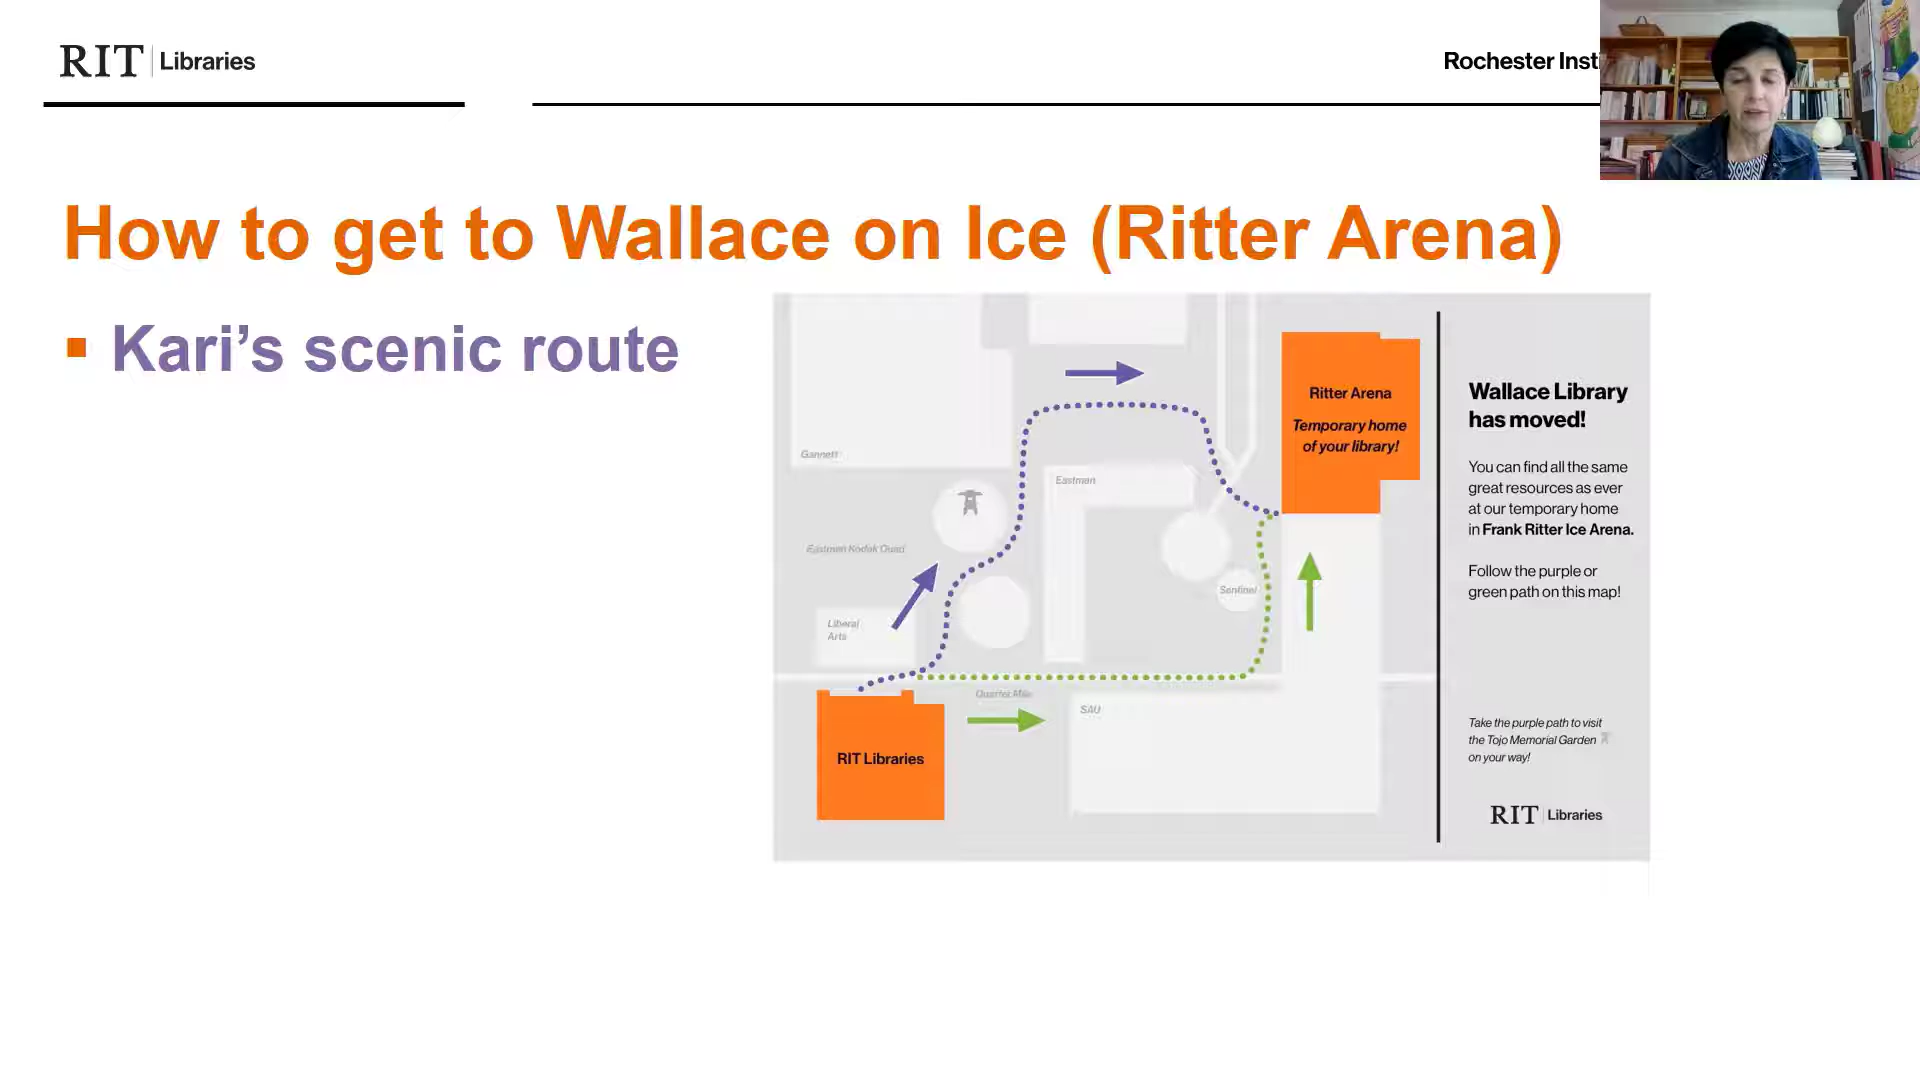 RIT Libraries
Rochester Insti
How to get to Wallace on Ice (Ritter Arena)
Kari's scenic route
Gannett
Eastman
Eastman Kodak Quad
Liberal
Arts
Sentinel
Quarter Mile
SAU
RIT Libraries
Ritter Arena
Temporary home
of your library!
Wallace Library
has moved!
You can find all the same
great resources as ever
at our temporary home
in Frank Ritter Ice Arena.
Follow the purple or
green path on this map!
Take the purple path to visit
the Tojo Memorial Garden
on your way!
RIT Libraries